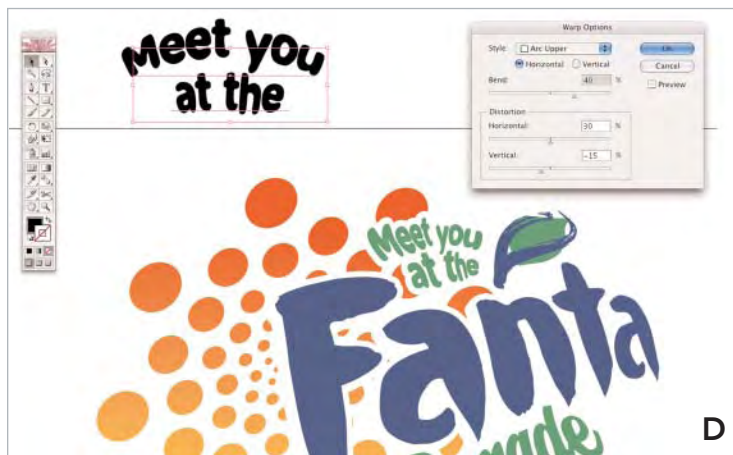 Meet you
at the
Warp Options
Style: Arc Upper
Horizontal Vertical
Bend: 40 %
Distortion
Horizontal: %
Vertical: -15 %
OK
Cancel
Preview
Meet you
at the
Fanta
D